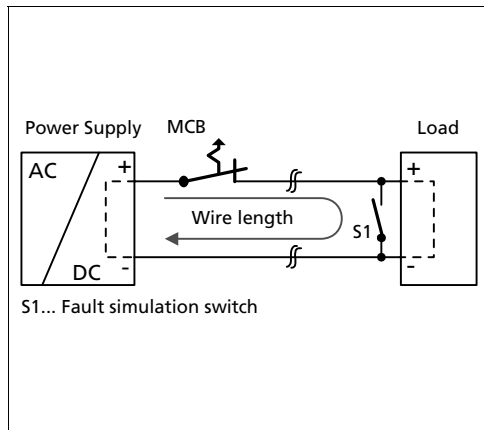 Power Supply MCB Load
AC + +
Wire length
S1
DC - -
S1... Fault simulation switch